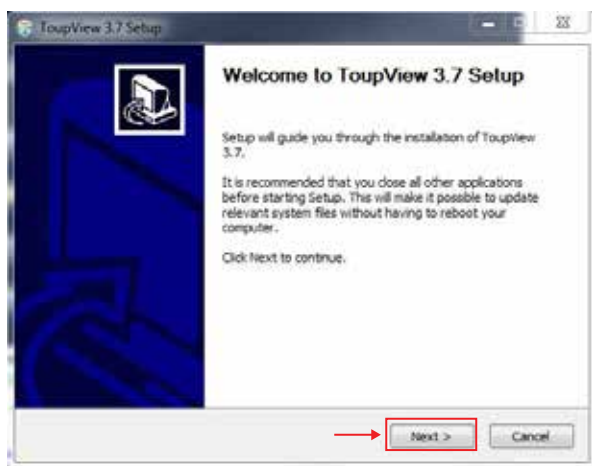 ToupView 3.7 Setup
Welcome to ToupView 3.7 Setup
Setup will guide you through the installation of ToupView
3.7.
It is recommended that you close all other applications
before starting Setup. This will make it possible to update
relevant system files without having to reboot your
computer.
Click Next to continue.
Next >
Cancel